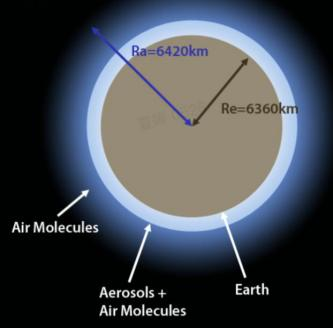 Ra=6420km
Re=6360km
Air Molecules
Aerosols +
Air Molecules
Earth